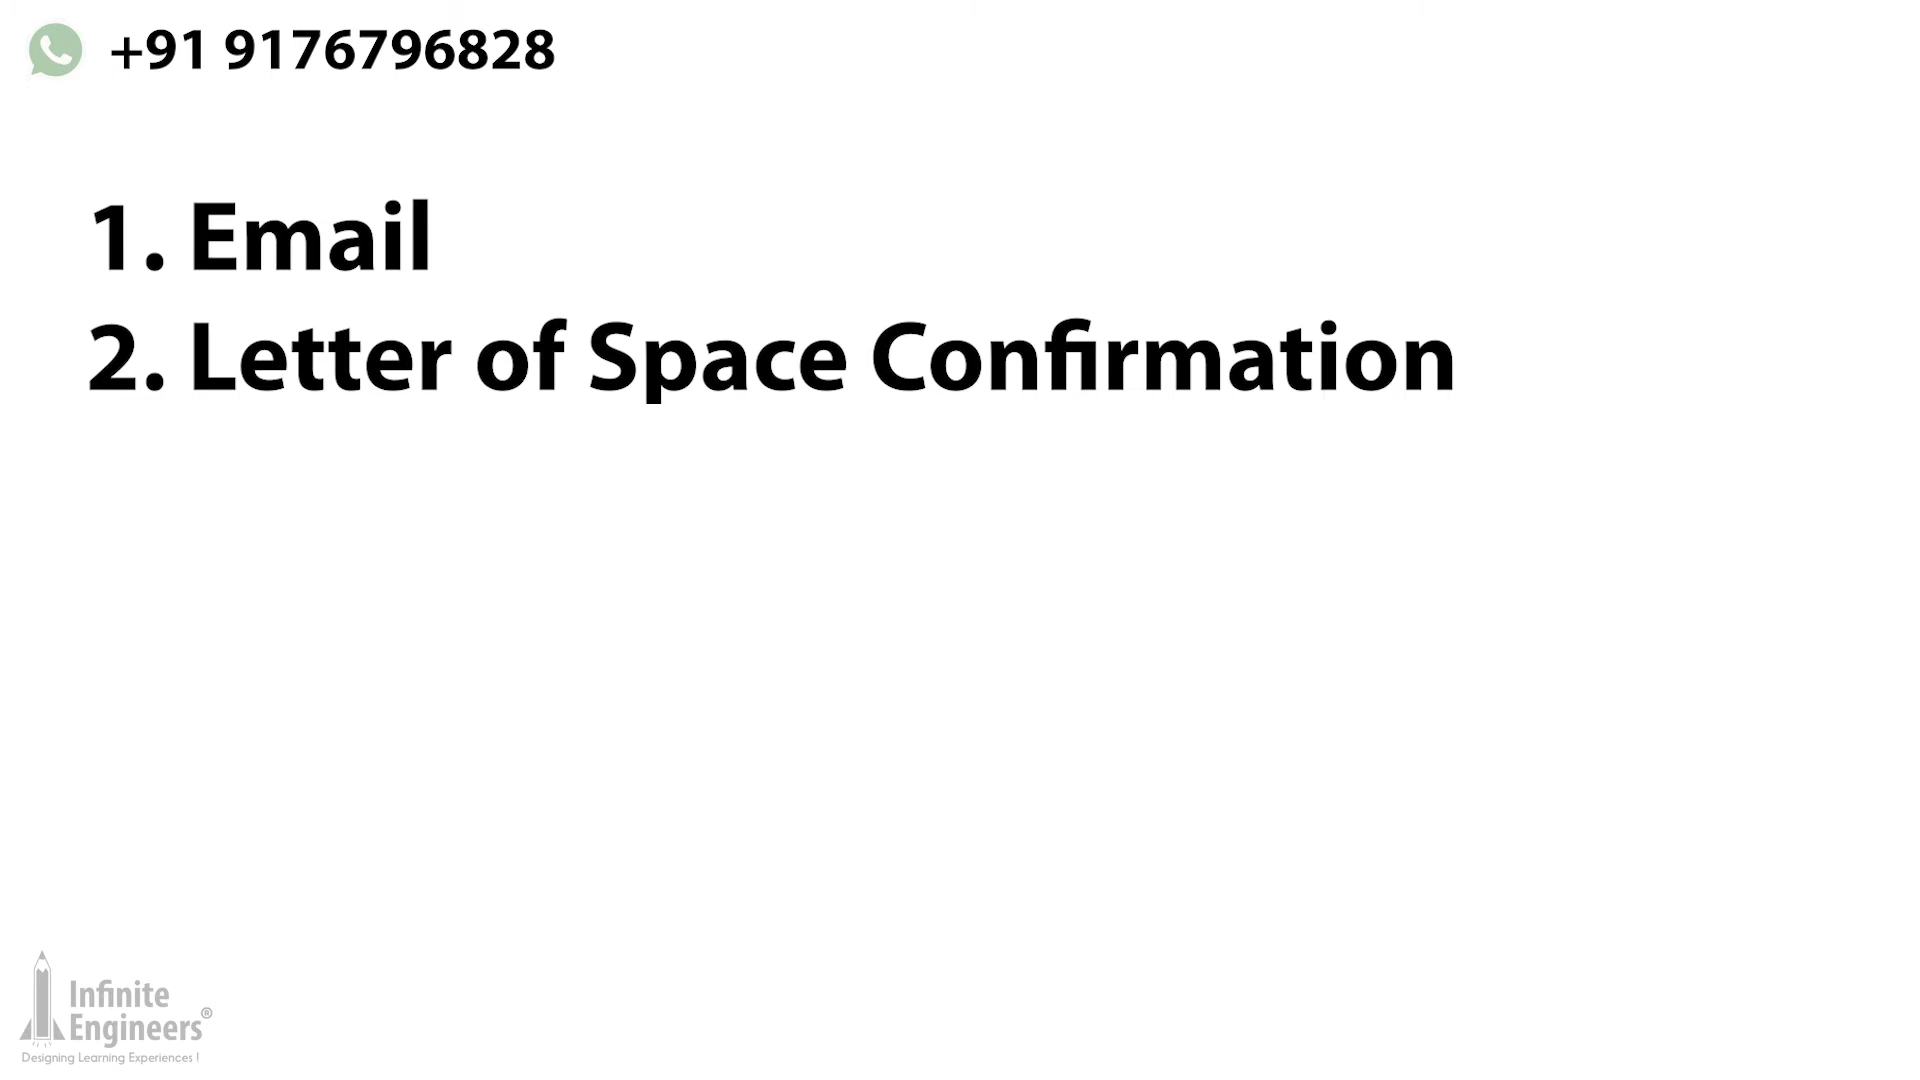 +91 9176796828
1. Email
2. Letter of Space Confirmation
Infinite
Engineers®
Designing Learning Experiences !